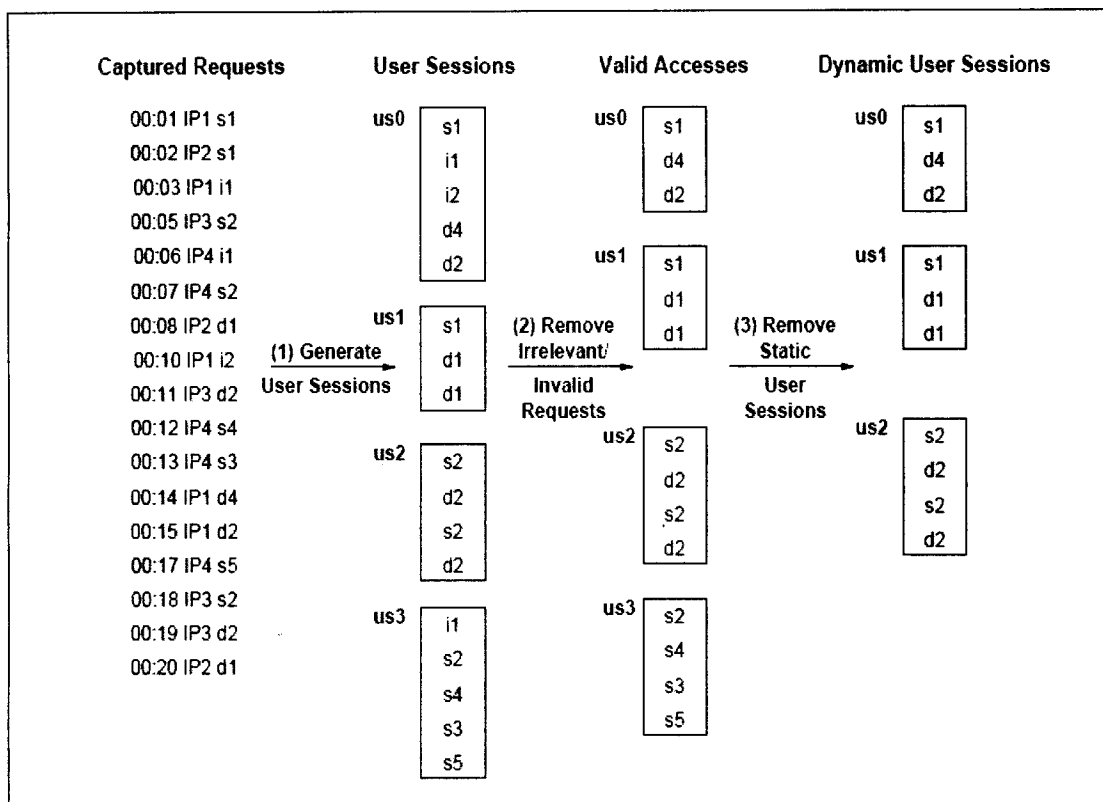 Captured Requests
00:01 IP1 s1
00:02 IP2 s1
00:03 IP1 i1
00:05 IP3 s2
00:06 IP4 i1
00:07 IP4 s2
00:08 IP2 d1
00:10 IP1 i2
00:11 IP3 d2
00:12 IP4 s4
00:13 IP4 s3
00:14 IP1 d4
00:15 IP1 d2
00:17 IP4 s5
00:18 IP3 s2
00:19 IP3 d2
00:20 IP2 d1
(1) Generate
User Sessions
User Sessions
us0
s1
i1
i2
d4
d2
us1
s1
d1
d1
us2
s2
d2
s2
d2
us3
i1
s2
s4
s3
s5
(2) Remove
Irrelevant/
Invalid
Requests
Valid Accesses
us0
s1
d4
d2
us1
s1
d1
d1
us2
s2
d2
s2
d2
us3
s2
s4
s3
s5
(3) Remove
Static
User
Sessions
Dynamic User Sessions
us0
s1
d4
d2
us1
s1
d1
d1
us2
s2
d2
s2
d2